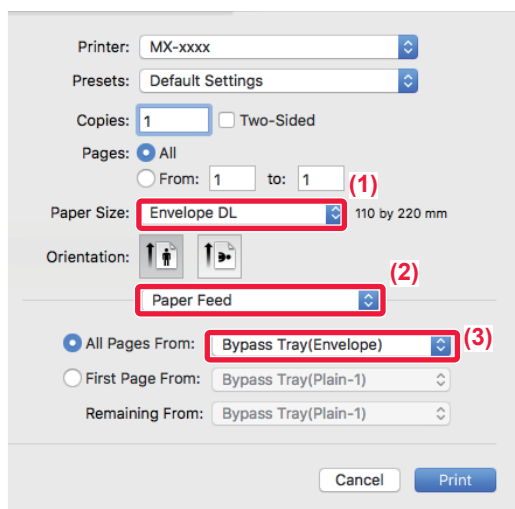 Printer: MX-xxxx
Presets: Default Settings
Copies: 1 Two-Sided
Pages: All
From: 1 to: 1
(1)
Paper Size: Envelope DL 110 by 220 mm
Orientation:
(2)
Paper Feed
All Pages From: Bypass Tray(Envelope) (3)
First Page From: Bypass Tray(Plain-1)
Remaining From: Bypass Tray(Plain-1)
Cancel Print